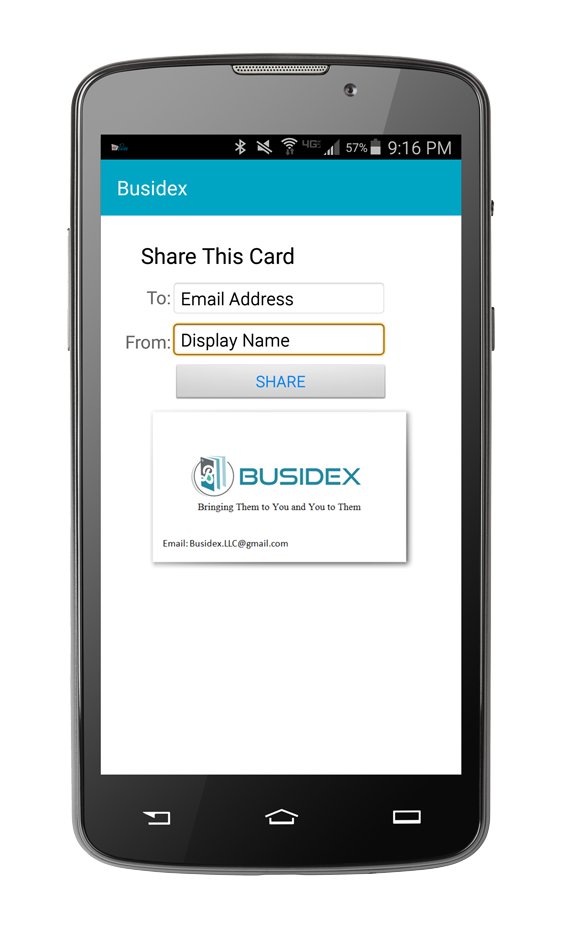 4G 57% 9:16 PM
Busidex
Share This Card
To: Email Address
From: Display Name
SHARE
BUSIDEX
Bringing Them to You and You to Them
Email: Busidex.LLC@gmail.com